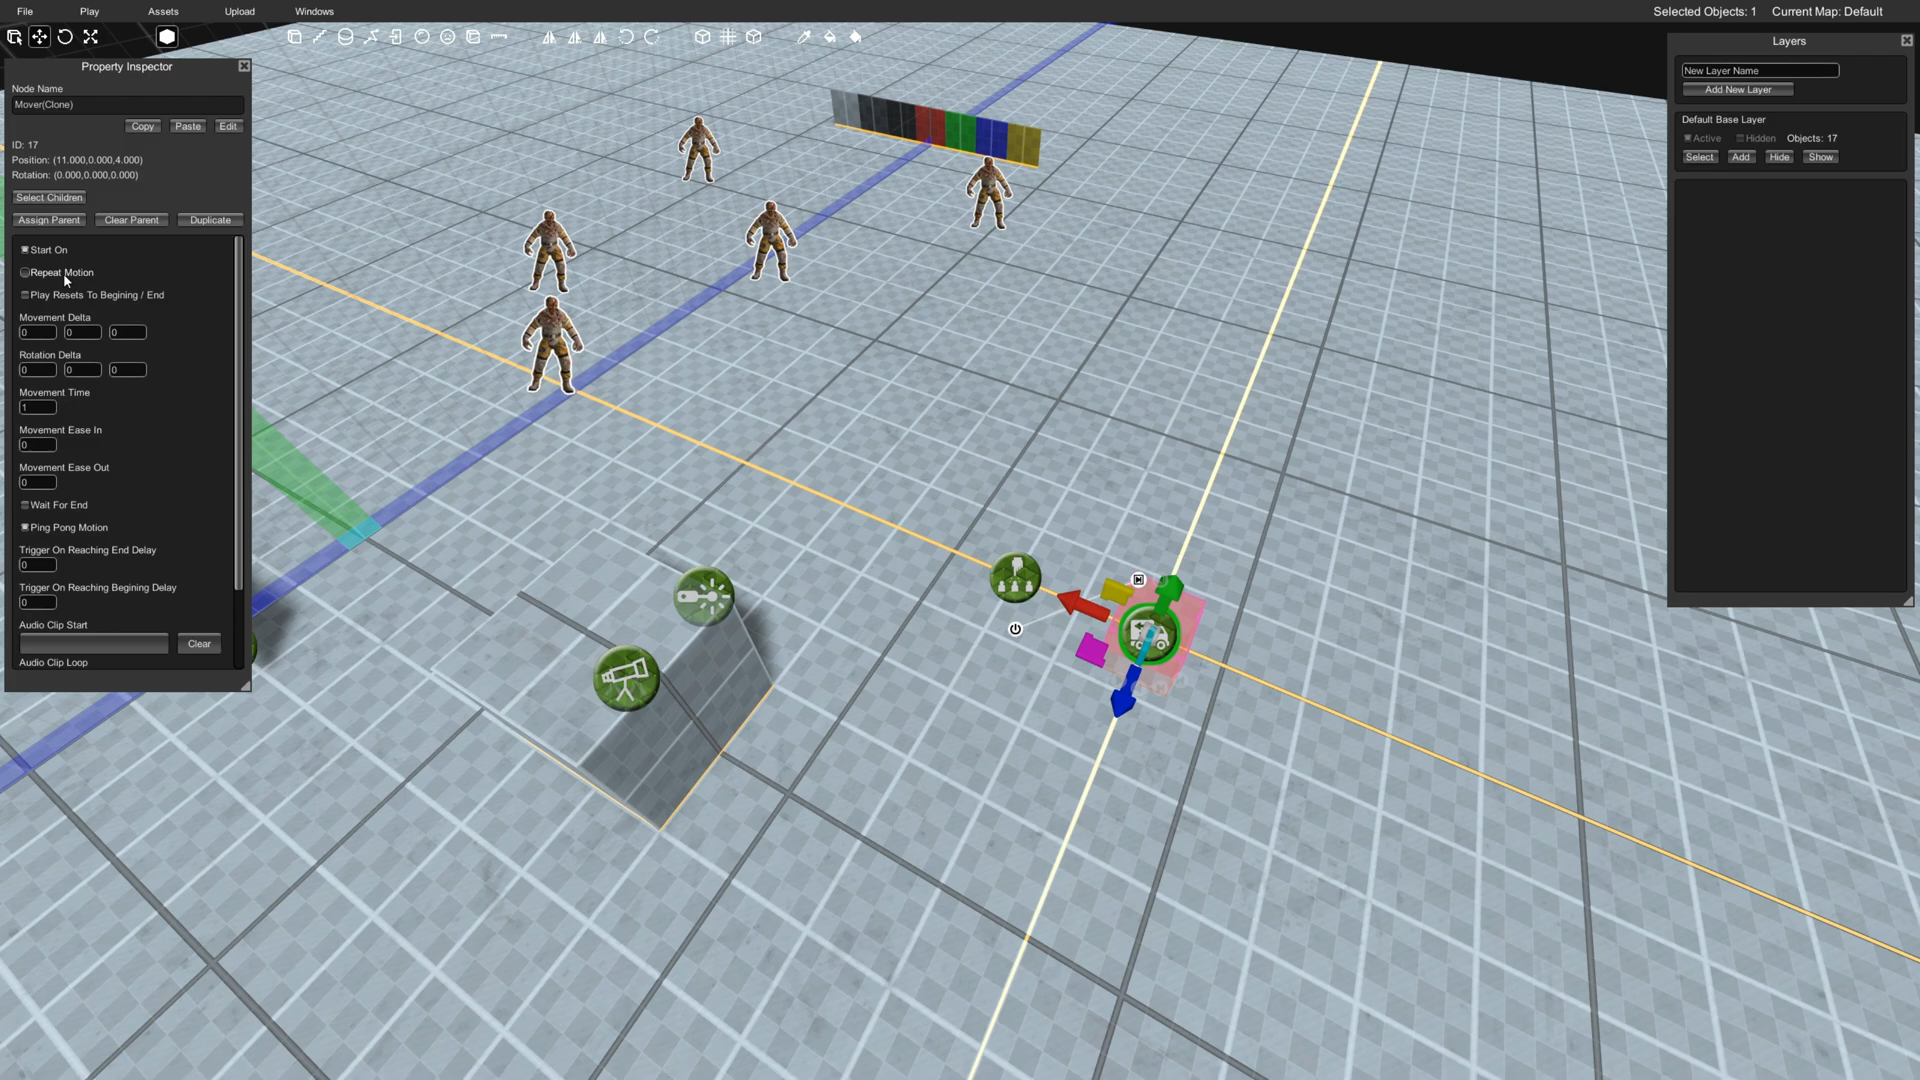 File Play Assets Upload Windows Selected Objects: 1 Current Map: Default
Property Inspector
Node Name
Mover(Clone)
Copy Paste Edit
ID: 17
Position: (11.000,0.000,4.000)
Rotation: (0.000,0.000,0.000)
Select Children
Assign Parent Clear Parent Duplicate
Start On
Repeat Motion
Play Resets To Begining / End
Movement Delta
0 0 0
Rotation Delta
0 0 0
Movement Time
1
Movement Ease In
0
Movement Ease Out
0
Wait For End
Ping Pong Motion
Trigger On Reaching End Delay
0
Trigger On Reaching Begining Delay
0
Audio Clip Start
Clear
Audio Clip Loop
Layers
New Layer Name
Add New Layer
Default Base Layer
Active Hidden Objects: 17
Select Add Hide Show